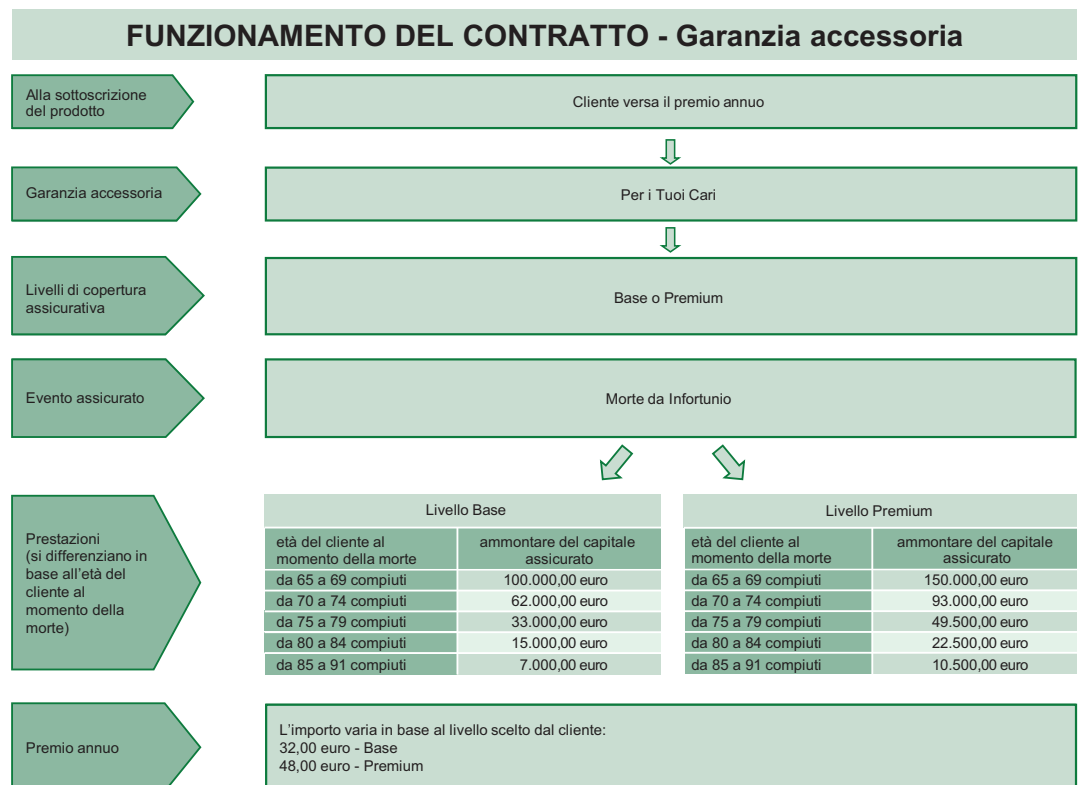 FUNZIONAMENTO DEL CONTRATTO - Garanzia accessoria
Alla sottoscrizione
del prodotto
Cliente versa il premio annuo
Garanzia accessoria
Per i Tuoi Cari
Livelli di copertura
assicurativa
Base o Premium
Evento assicurato
Morte da Infortunio
Prestazioni
(si differenziano in
base all'età del
cliente al
momento della
morte)
Livello Base
età del cliente al
momento della morte
ammontare del capitale
assicurato
da 65 a 69 compiuti 100.000,00 euro
da 70 a 74 compiuti 62.000,00 euro
da 75 a 79 compiuti 33.000,00 euro
da 80 a 84 compiuti 15.000,00 euro
da 85 a 91 compiuti 7.000,00 euro
Livello Premium
età del cliente al
momento della morte
ammontare del capitale
assicurato
da 65 a 69 compiuti 150.000,00 euro
da 70 a 74 compiuti 93.000,00 euro
da 75 a 79 compiuti 49.500,00 euro
da 80 a 84 compiuti 22.500,00 euro
da 85 a 91 compiuti 10.500,00 euro
Premio annuo
L'importo varia in base al livello scelto dal cliente:
32,00 euro - Base
48,00 euro - Premium